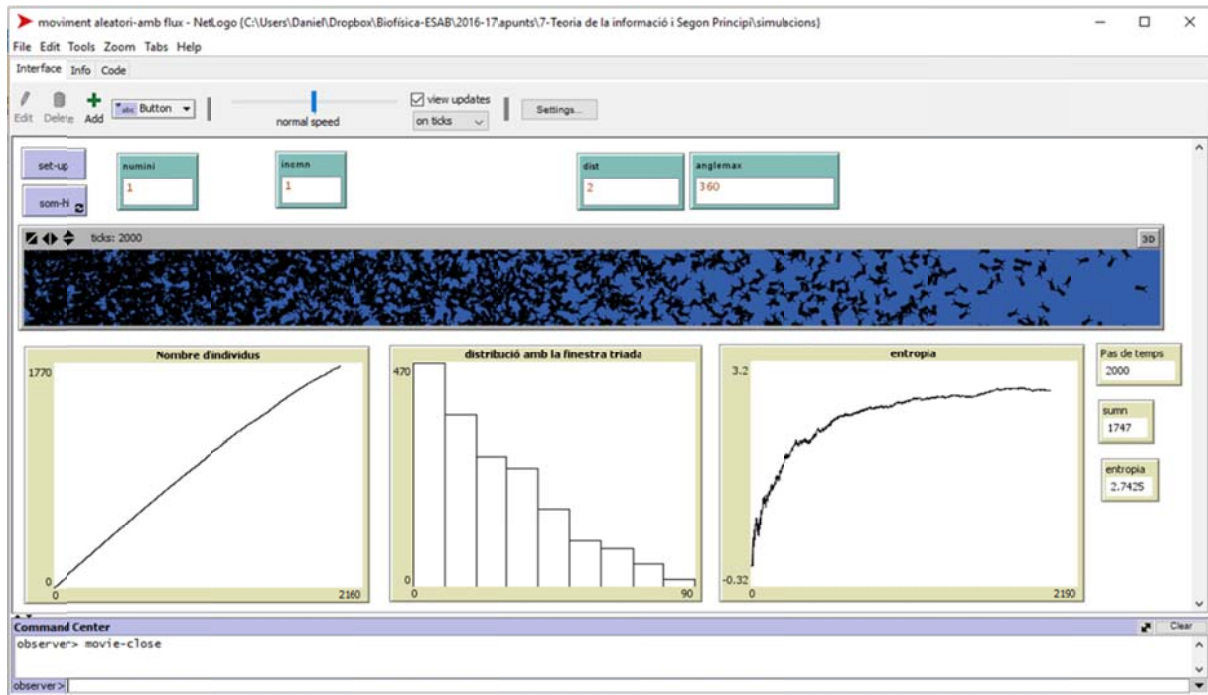 moviment aleatori-amb flux - NetLogo {C:\Users\Daniel\Dropbox\Biofísica-ESAB\2016-17\apunts\7-Teoria de la informació i Segon Principi\simulacions}
File Edit Tools Zoom Tabs Help
Interface Info Code
Edit Delete Add abc Button normal speed view updates on ticks Settings...
set-up
som-hi
numini
1
incmn
1
dist
2
anglemax
360
ticks: 2000 3D
Nombre d'individus
1770
0
0 2160
distribució amb la finestra triada
470
0
0 90
entropia
3.2
-0.32
0 2190
Pas de temps
2000
sumn
1747
entropia
2.7425
Command Center Clear
observer> movie-close
observer>